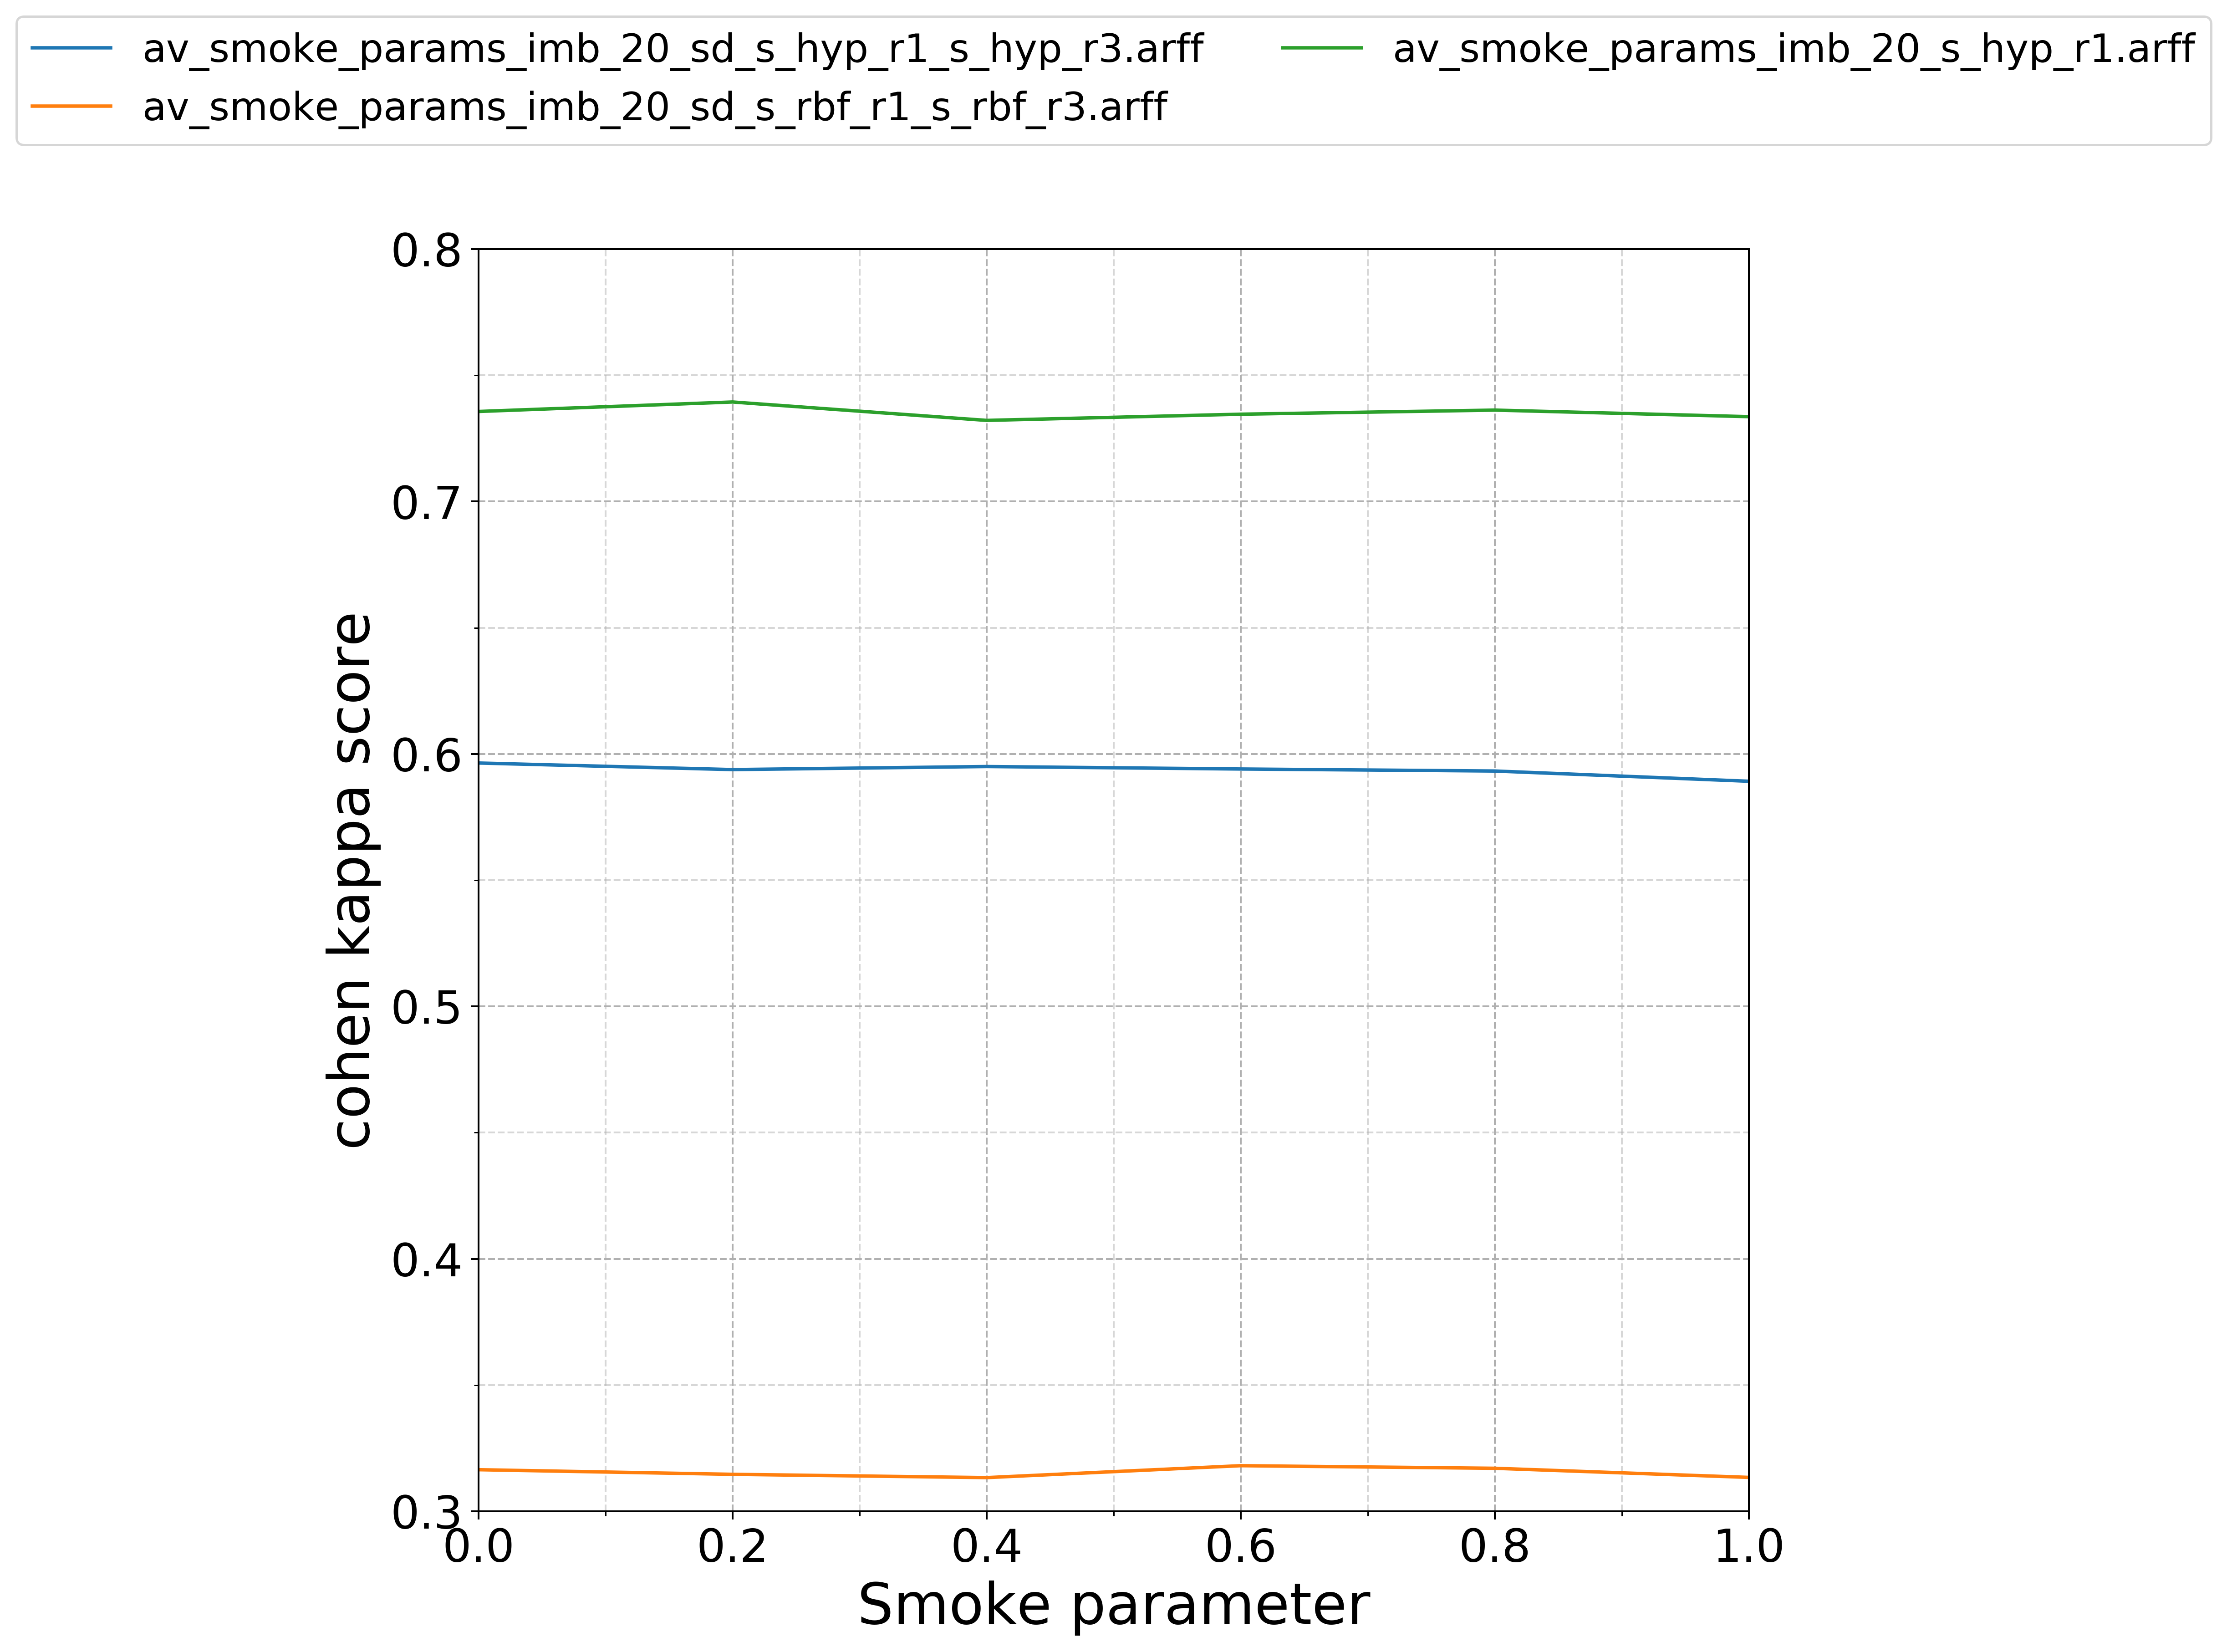 av_smoke_params_imb_20_sd_s_hyp_r1_s_hyp_r3.arff
av_smoke_params_imb_20_sd_s_rbf_r1_s_rbf_r3.arff
av_smoke_params_imb_20_s_hyp_r1.arff
0.8
0.7
0.6
0.5
0.4
0.3
cohen kappa score
0.0 0.2 0.4 0.6 0.8 1.0
Smoke parameter